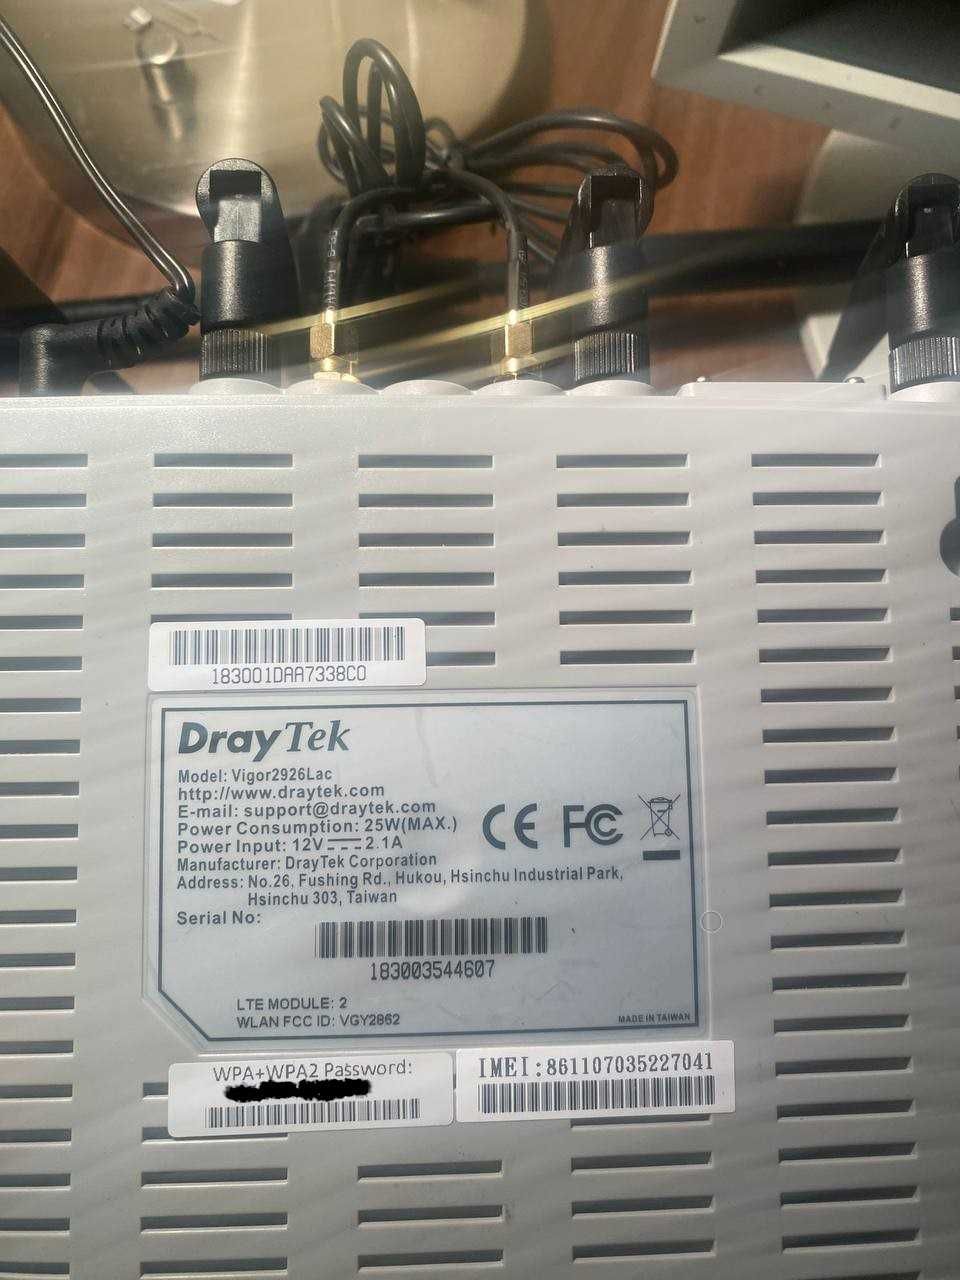 183001DAA7338C0
DrayTek
Model: Vigor2926Lac
http://www.draytek.com
E-mail: support@draytek.com
Power Consumption: 25W(MAX.)
Power Input: 12V 2.1A
Manufacturer: DrayTek Corporation
Address: No.26, Fushing Rd., Hukou, Hsinchu Industrial Park,
Hsinchu 303, Taiwan
CE FC
Serial No:
183003544607
LTE MODULE: 2
WLAN FCC ID: VGY2862
MADE IN TAIWAN
WPA+WPA2 Password:
IMEI:861107035227041